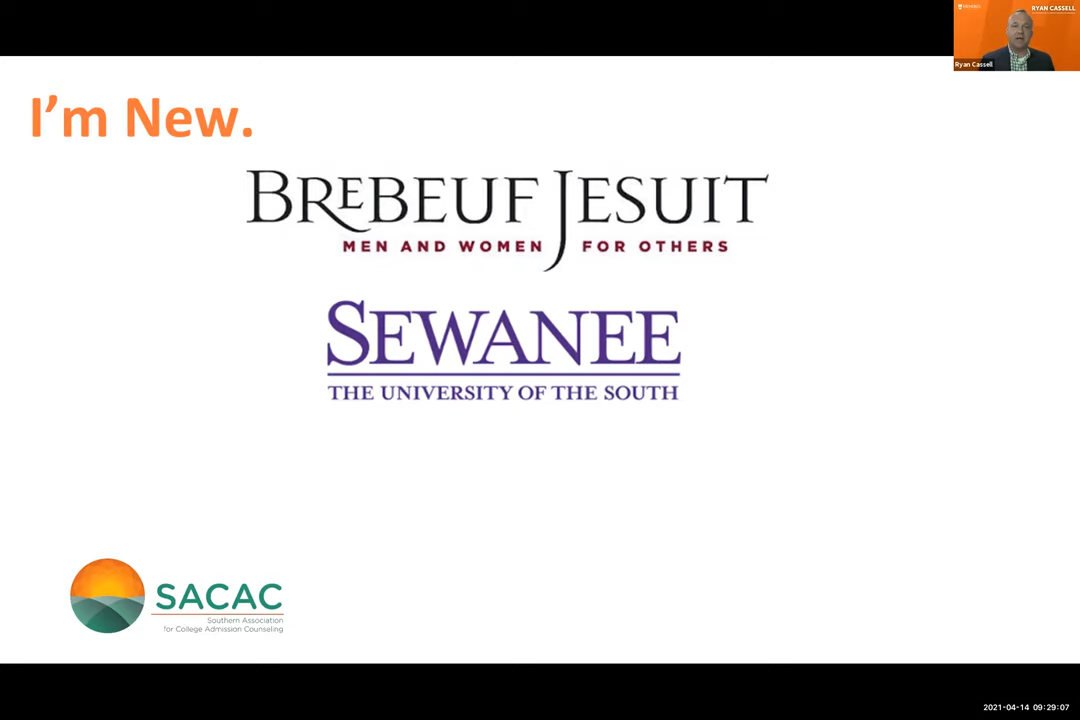 RYAN CASSELL
Ryan Cassell
I'm New.
BREBEUF JESUIT
MEN AND WOMEN FOR OTHERS
SEWANEE
THE UNIVERSITY OF THE SOUTH
SACAC
Southern Association
for College Admission Counseling
2021-04-14 09:29:07